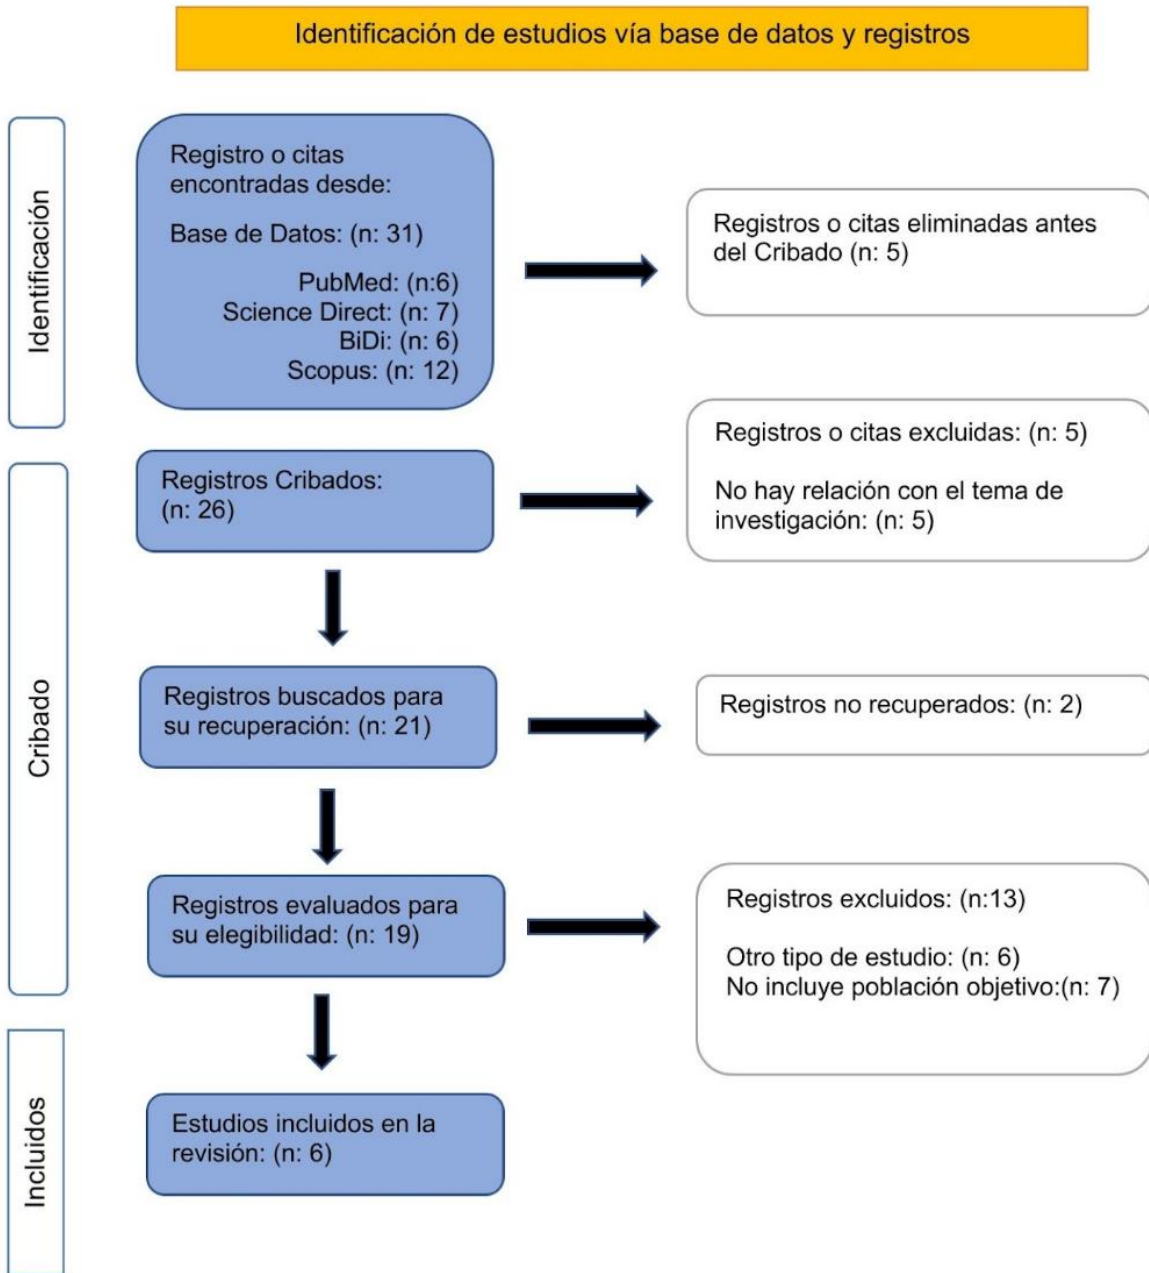 Identificación de estudios vía base de datos y registros
Identificación
Registro o citas
encontradas desde:
Base de Datos: (n: 31)
PubMed: (n:6)
Science Direct: (n: 7)
BiDi: (n: 6)
Scopus: (n: 12)
Registros o citas eliminadas antes
del Cribado (n: 5)
Cribado
Registros Cribados:
(n: 26)
Registros o citas excluidas: (n: 5)
No hay relación con el tema de
investigación: (n: 5)
Registros buscados para
su recuperación: (n: 21)
Registros no recuperados: (n: 2)
Registros evaluados para
su elegibilidad: (n: 19)
Registros excluidos: (n:13)
Otro tipo de estudio: (n: 6)
No incluye población objetivo:(n: 7)
Incluidos
Estudios incluidos en la
revisión: (n: 6)